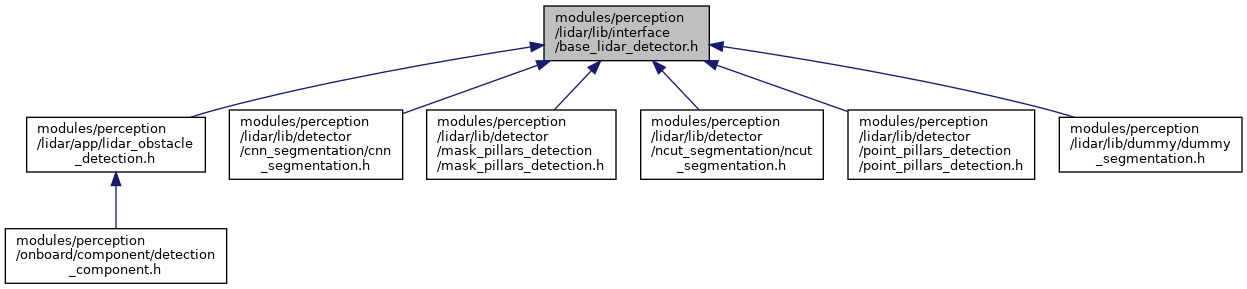 modules/perception
/lidar/lib/interface
/base_lidar_detector.h
modules/perception
/lidar/app/lidar_obstacle
_detection.h
modules/perception
/lidar/lib/detector
/cnn_segmentation/cnn
_segmentation.h
modules/perception
/lidar/lib/detector
/mask_pillars_detection
/mask_pillars_detection.h
modules/perception
/lidar/lib/detector
/ncut_segmentation/ncut
_segmentation.h
modules/perception
/lidar/lib/detector
/point_pillars_detection
/point_pillars_detection.h
modules/perception
/lidar/lib/dummy/dummy
_segmentation.h
modules/perception
/onboard/component/detection
_component.h